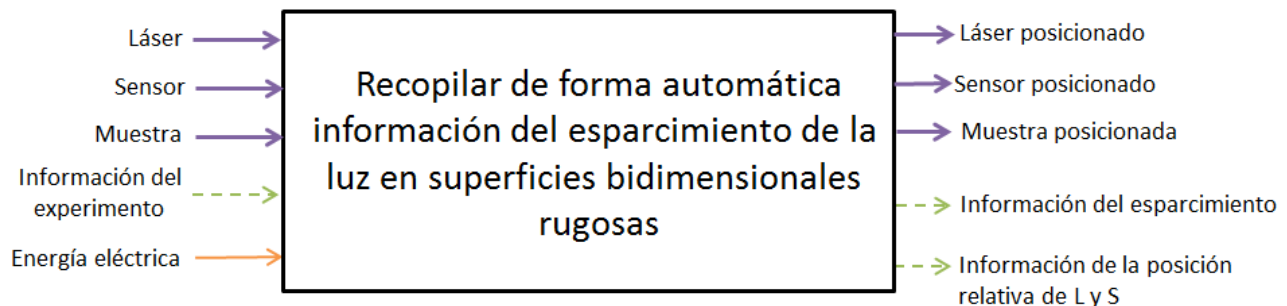 Láser
Sensor
Muestra
Información del
experimento
Energía eléctrica
Recopilar de forma automática
información del esparcimiento de la
luz en superficies bidimensionales
rugosas
Láser posicionado
Sensor posicionado
Muestra posicionada
Información del esparcimiento
Información de la posición
relativa de L y S